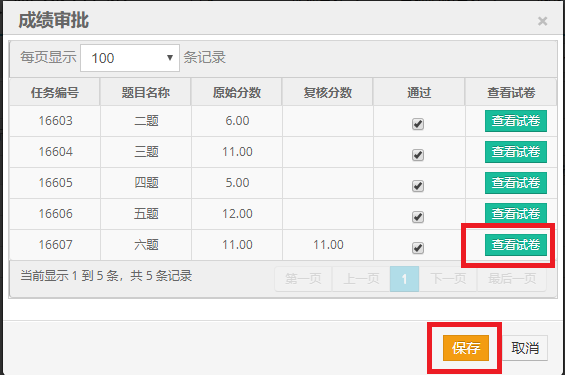 成绩审批 ×
每页显示 100 条记录
任务编号 题目名称 原始分数 复核分数 通过 查看试卷
16603 二题 6.00 查看试卷
16604 三题 11.00 查看试卷
16605 四题 5.00 查看试卷
16606 五题 12.00 查看试卷
16607 六题 11.00 11.00 查看试卷
当前显示 1 到 5 条，共 5 条记录 第一页 上一页 1 下一页 最后一页
保存 取消